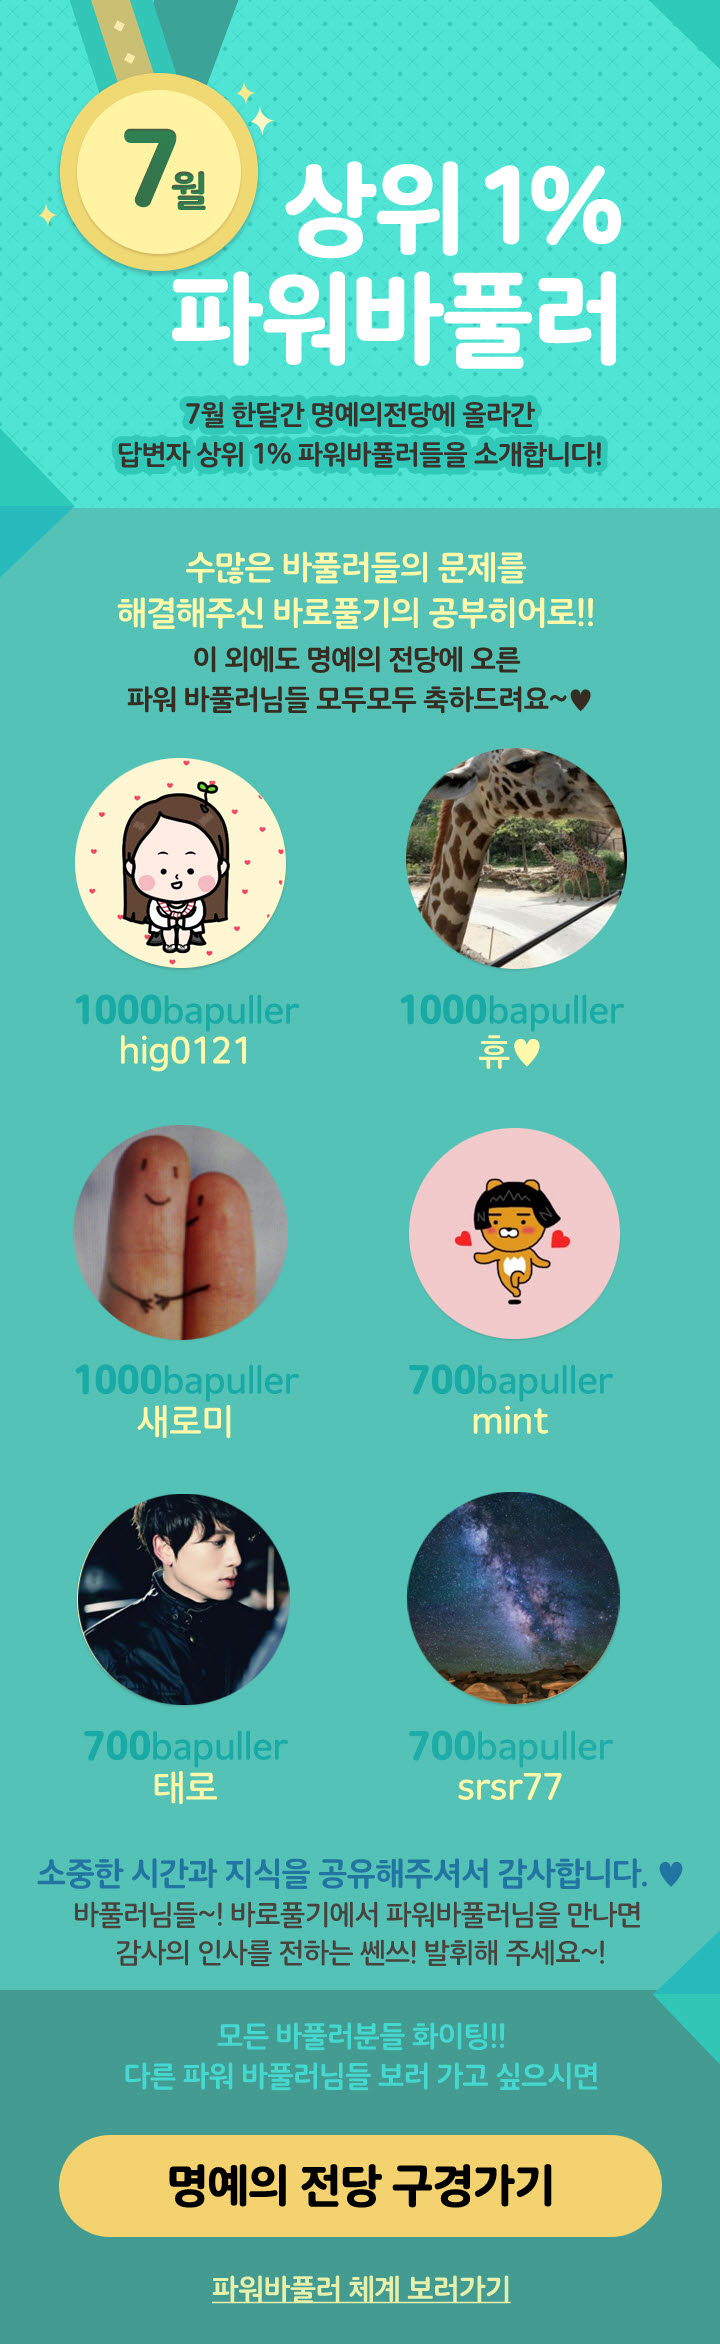 7월
상위 1%
파워바풀러
7월 한달간 명예의전당에 올라간
답변자 상위 1% 파워바풀러들을 소개합니다!
수많은 바풀러들의 문제를
해결해주신 바로풀기의 공부히어로!!
이 외에도 명예의 전당에 오른
파워 바풀러님들 모두모두 축하드려요~♥
1000bapuller
hig0121
1000bapuller
휴♥
1000bapuller
새로미
700bapuller
mint
700bapuller
태로
700bapuller
srsr77
소중한 시간과 지식을 공유해주셔서 감사합니다. ♥
바풀러님들~! 바로풀기에서 파워바풀러님을 만나면
감사의 인사를 전하는 쎈쓰! 발휘해 주세요~!
모든 바풀러분들 화이팅!!
다른 파워 바풀러님들 보러 가고 싶으시면
명예의 전당 구경가기
파워바풀러 체계 보러가기